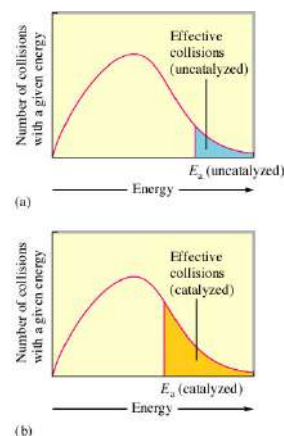 Number of collisions
with a given energy
Effective
collisions
(uncatalyzed)
Ea (uncatalyzed)
Energy
(a)
Number of collisions
with a given energy
Effective
collisions
(catalyzed)
Ea (catalyzed)
Energy
(b)